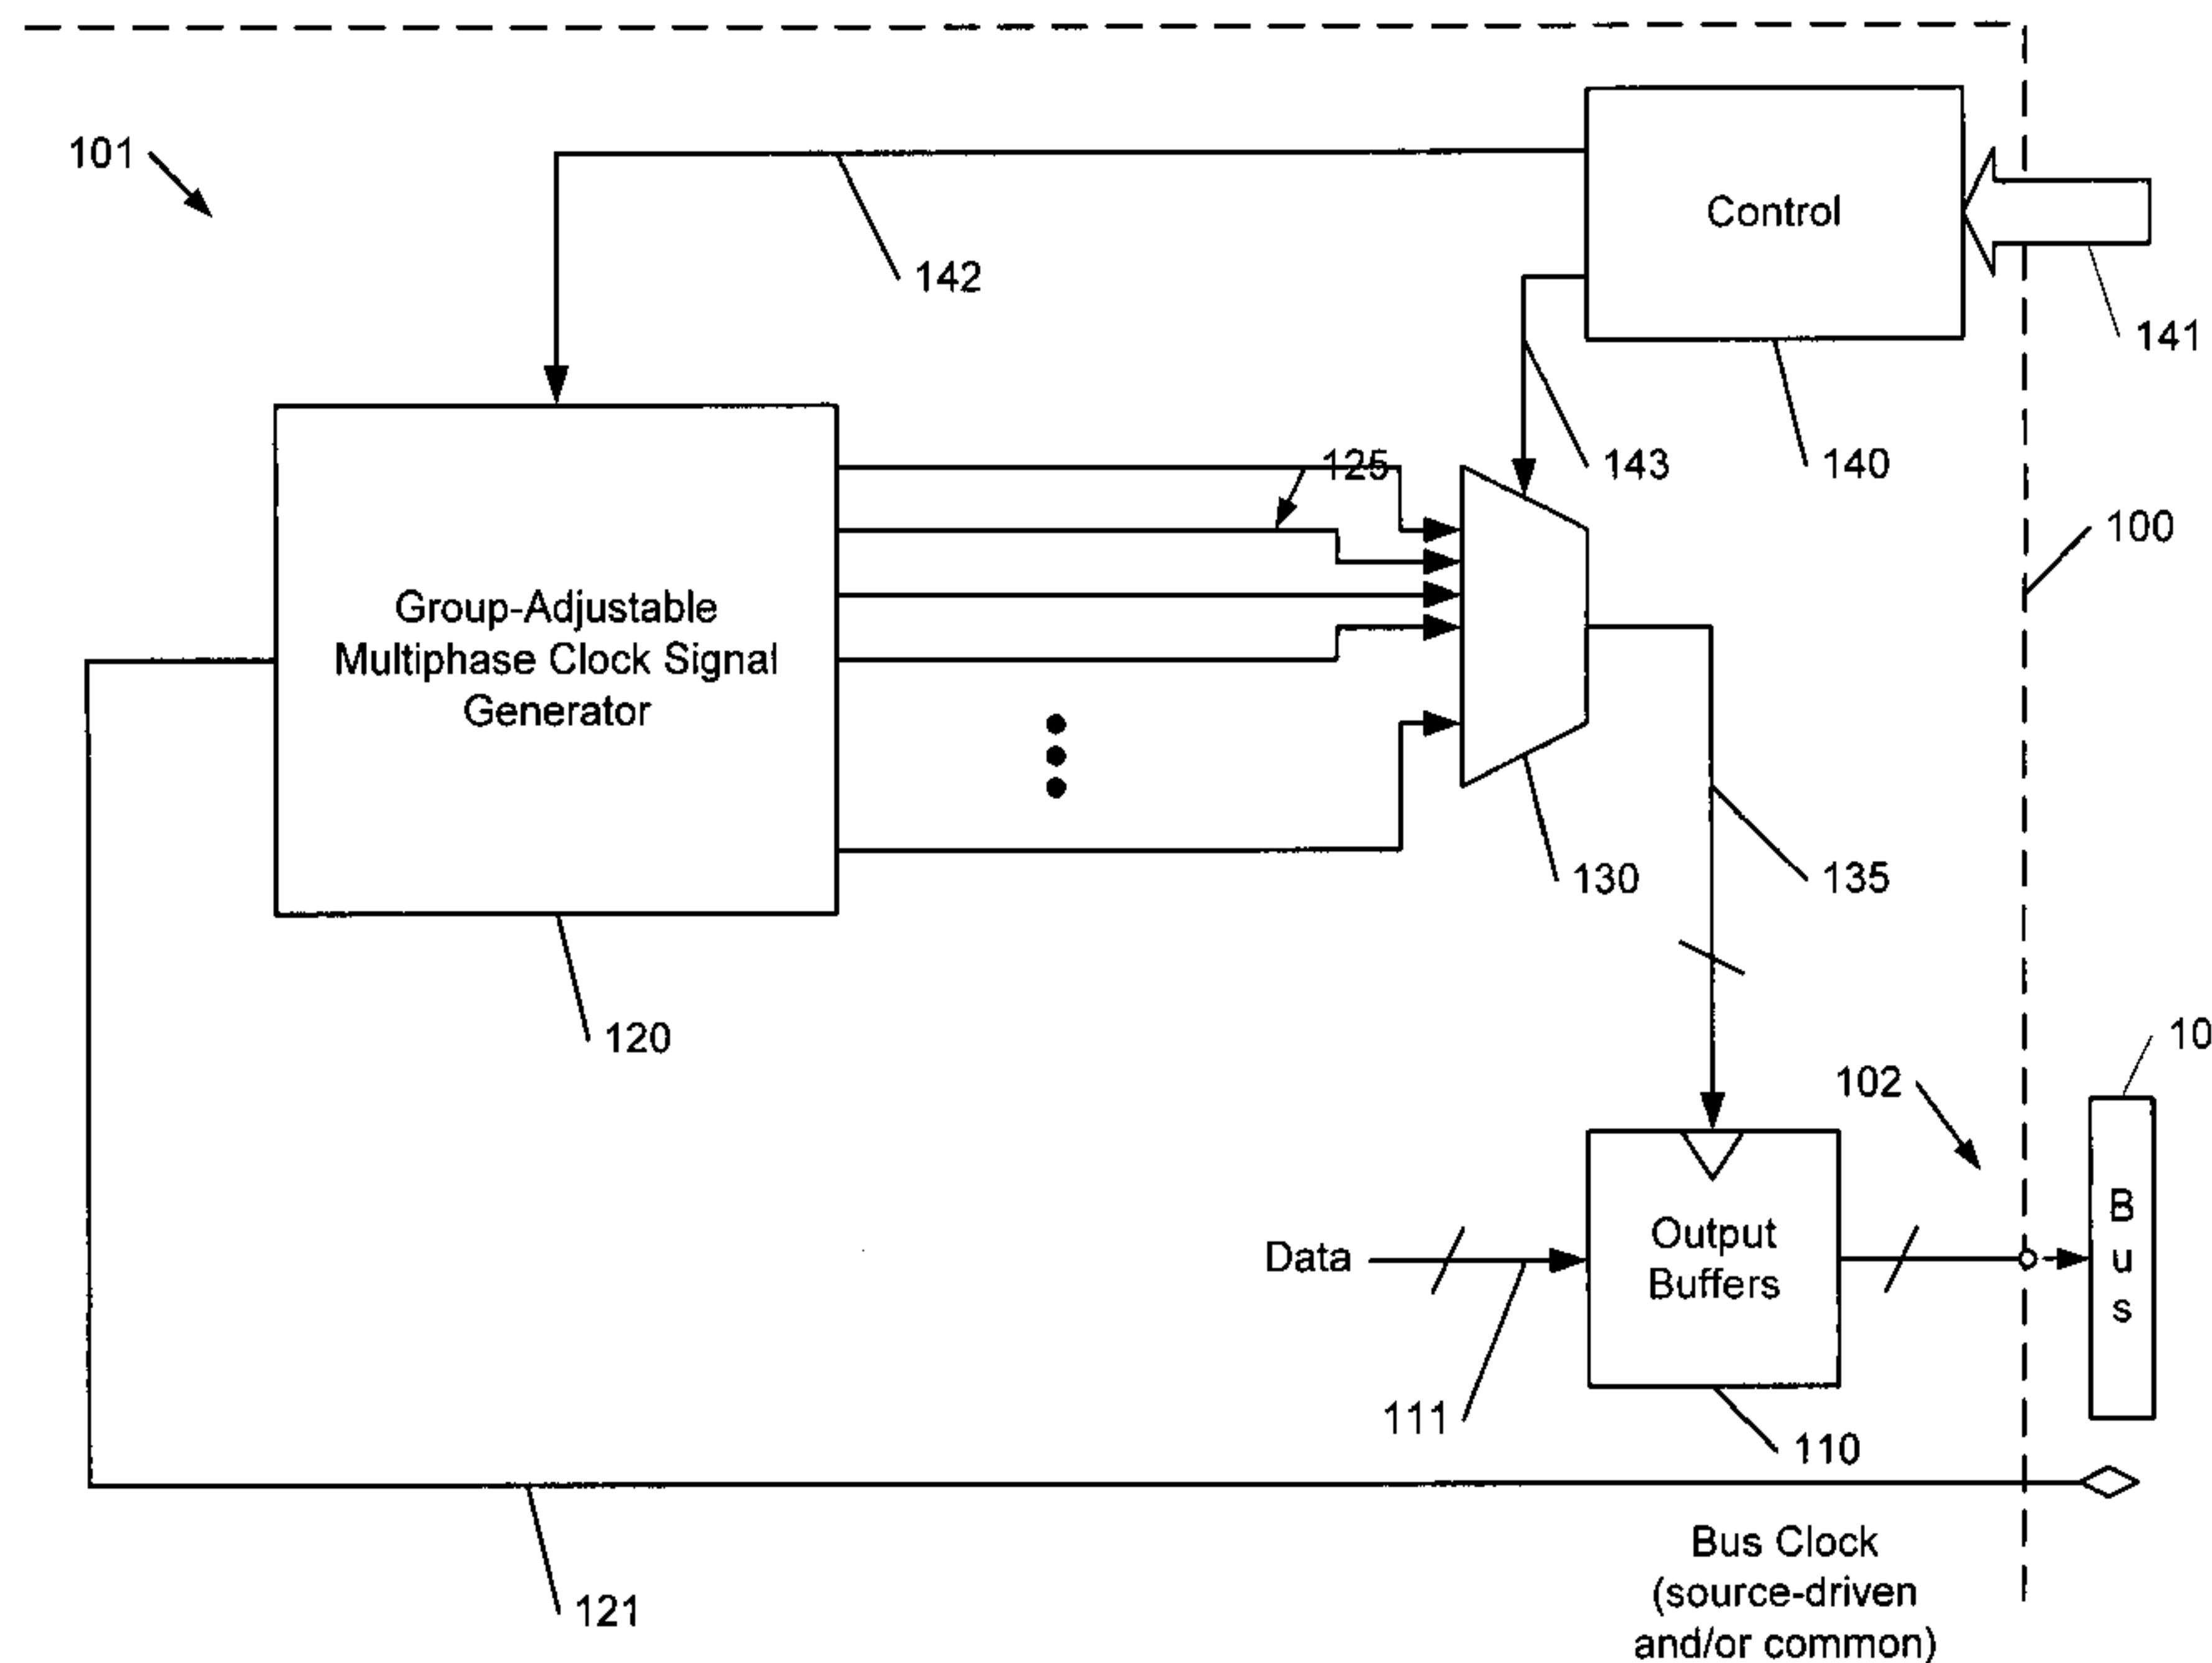 101
Control
142
141
125
143
140
100
Group-Adjustable
Multiphase Clock Signal
Generator
130
135
120
10
102
B
u
s
Data
Output
Buffers
111
110
Bus Clock
(source-driven
and/or common)
121